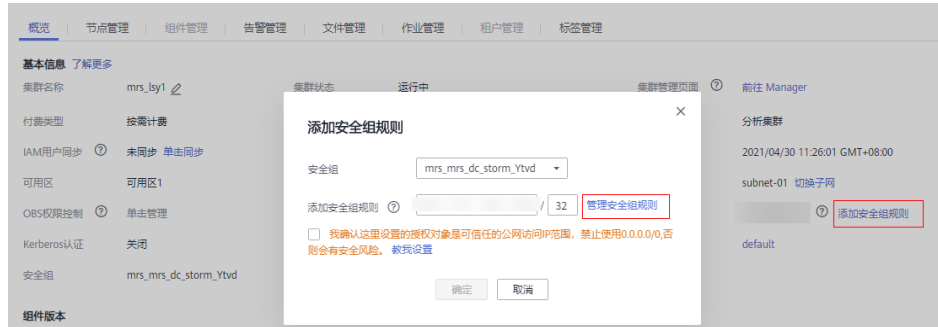 概览 节点管理 组件管理 告警管理 文件管理 作业管理 租户管理 标签管理
基本信息 了解更多
集群名称 mrs_lsy1 集群状态 运行中 集群管理页面 ? 前往 Manager
付费类型 按需计费 分析集群
IAM用户同步 ? 未同步 单击同步 2021/04/30 11:26:01 GMT+08:00
可用区 可用区1 subnet-01 切换子网
OBS权限控制 ? 单击管理 ? 添加安全组规则
Kerberos认证 关闭 default
安全组 mrs_mrs_dc_storm_Ytvd
组件版本
添加安全组规则
安全组 mrs_mrs_dc_storm_Ytvd
添加安全组规则 ? / 32 管理安全组规则
我确认这里设置的授权对象是可信任的公网访问IP范围，禁止使用0.0.0.0/0,否
则会有安全风险。 教我设置
确定 取消